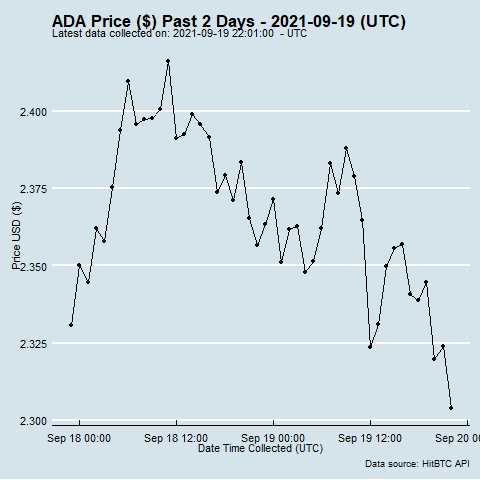 ADA Price ($) Past 2 Days - 2021-09-19 (UTC)
Latest data collected on: 2021-09-19 22:01:00  - UTC
2.400
2.375
2.350
2.325
2.300
Price USD ($)
Sep 18 00:00
Sep 18 12:00
Sep 19 00:00
Sep 19 12:00
Sep 20 00
Date Time Collected (UTC)
Data source: HitBTC API